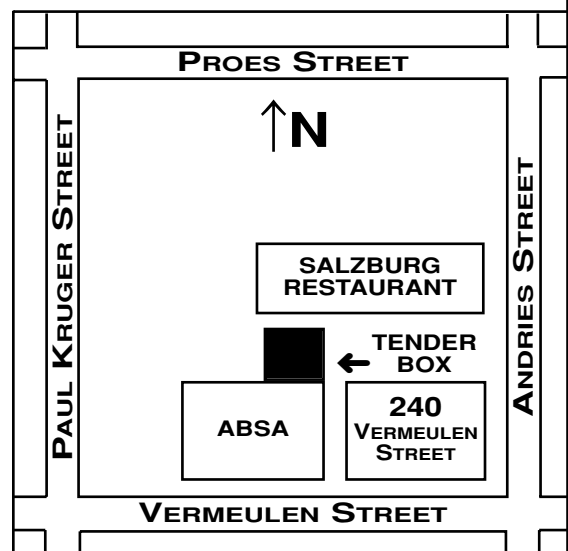 PROES STREET
N
PAUL KRUGER STREET
ANDRIES STREET
SALZBURG
RESTAURANT
TENDER
BOX
ABSA
240
VERMEULEN
STREET
VERMEULEN STREET